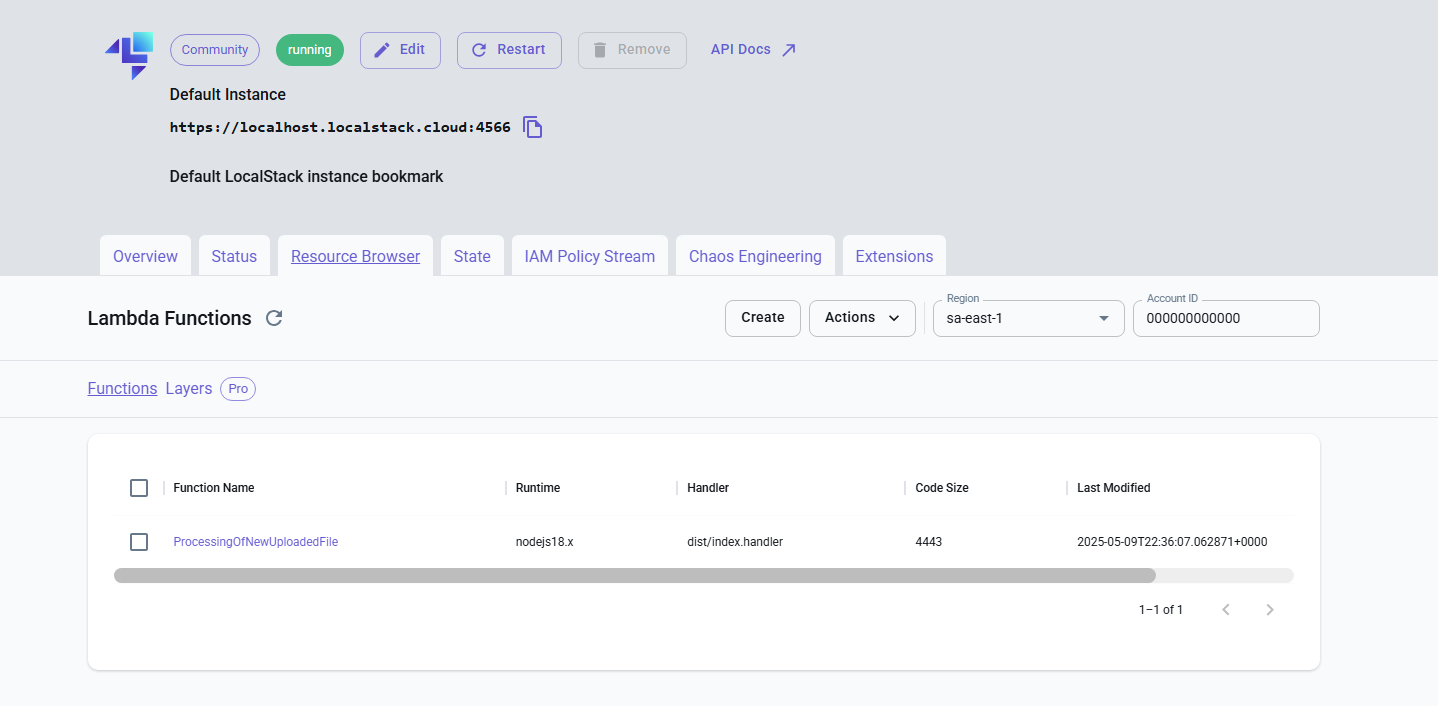 Community running Edit Restart Remove API Docs
Default Instance
https://localhost.localstack.cloud:4566
Default LocalStack instance bookmark
Overview Status Resource Browser State IAM Policy Stream Chaos Engineering Extensions
Lambda Functions Create Actions Region sa-east-1 Account ID 000000000000
Functions Layers Pro
Function Name Runtime Handler Code Size Last Modified
ProcessingOfNewUploadedFile nodejs18.x dist/index.handler 4443 2025-05-09T22:36:07.062871+0000
1–1 of 1